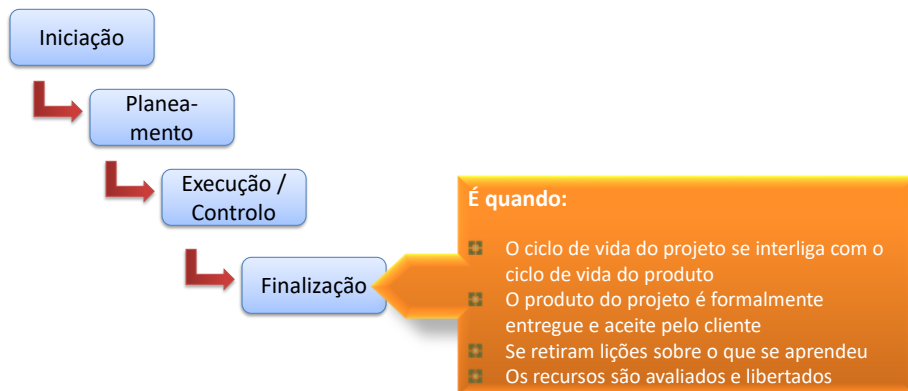 Iniciação
Planea-
mento
Execução /
Controlo
Finalização
É quando:
O ciclo de vida do projeto se interliga com o
ciclo de vida do produto
O produto do projeto é formalmente
entregue e aceite pelo cliente
Se retiram lições sobre o que se aprendeu
Os recursos são avaliados e libertados